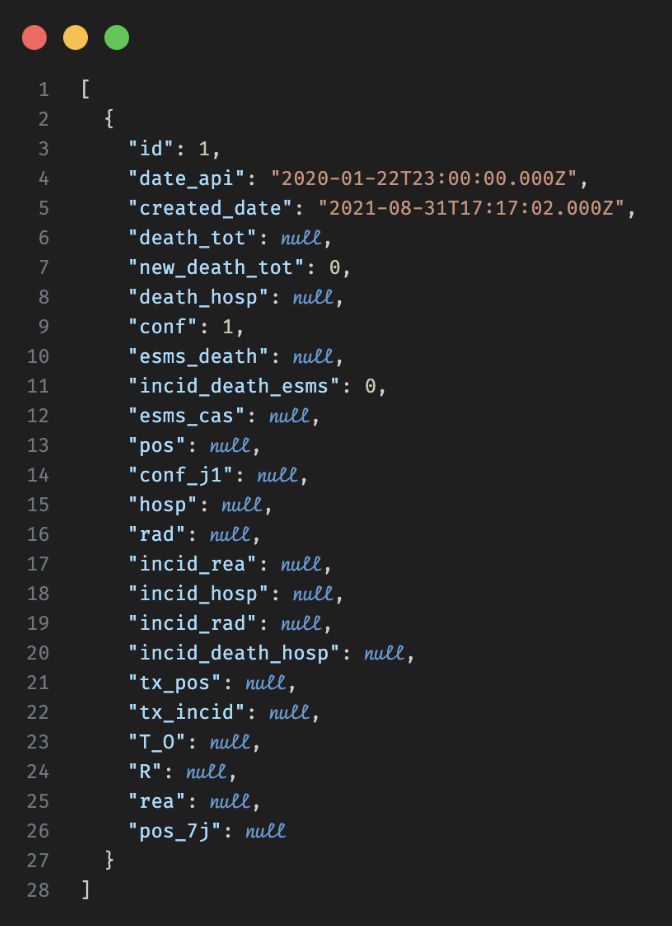 1 [
2 {
3 "id": 1,
4 "date_api": "2020-01-22T23:00:00.000Z",
5 "created_date": "2021-08-31T17:17:02.000Z",
6 "death_tot": null,
7 "new_death_tot": 0,
8 "death_hosp": null,
9 "conf": 1,
10 "esms_death": null,
11 "incid_death_esms": 0,
12 "esms_cas": null,
13 "pos": null,
14 "conf_j1": null,
15 "hosp": null,
16 "rad": null,
17 "incid_rea": null,
18 "incid_hosp": null,
19 "incid_rad": null,
20 "incid_death_hosp": null,
21 "tx_pos": null,
22 "tx_incid": null,
23 "T_O": null,
24 "R": null,
25 "rea": null,
26 "pos_7j": null
27 }
28 ]